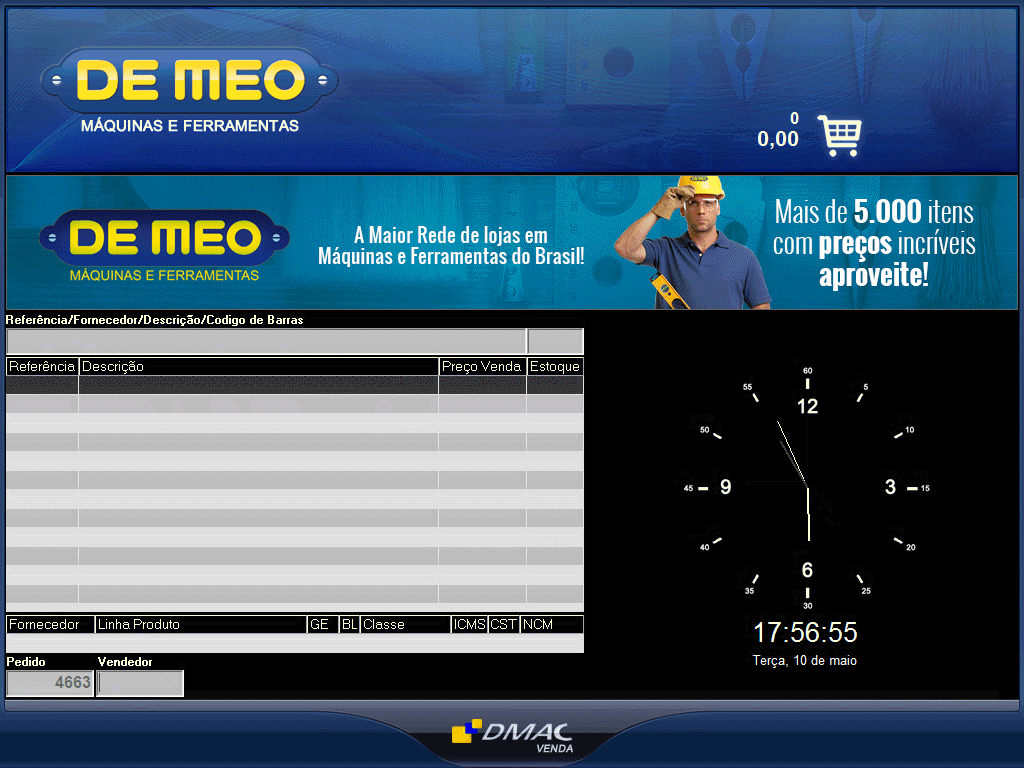 DE MEO
MÁQUINAS E FERRAMENTAS
0
0,00
DE MEO
MÁQUINAS E FERRAMENTAS
A Maior Rede de lojas em
Máquinas e Ferramentas do Brasil!
Mais de 5.000 itens
com preços incríveis
aproveite!
Referência/Fornecedor/Descrição/Codigo de Barras
Referência Descrição Preço Venda Estoque
60
55 5
12
50 10
45 9 3 15
40 20
6
35 25
30
Fornecedor Linha Produto GE BL Classe ICMS CST NCM
17:56:55
Terça, 10 de maio
Pedido Vendedor
4663
DMAC
VENDA